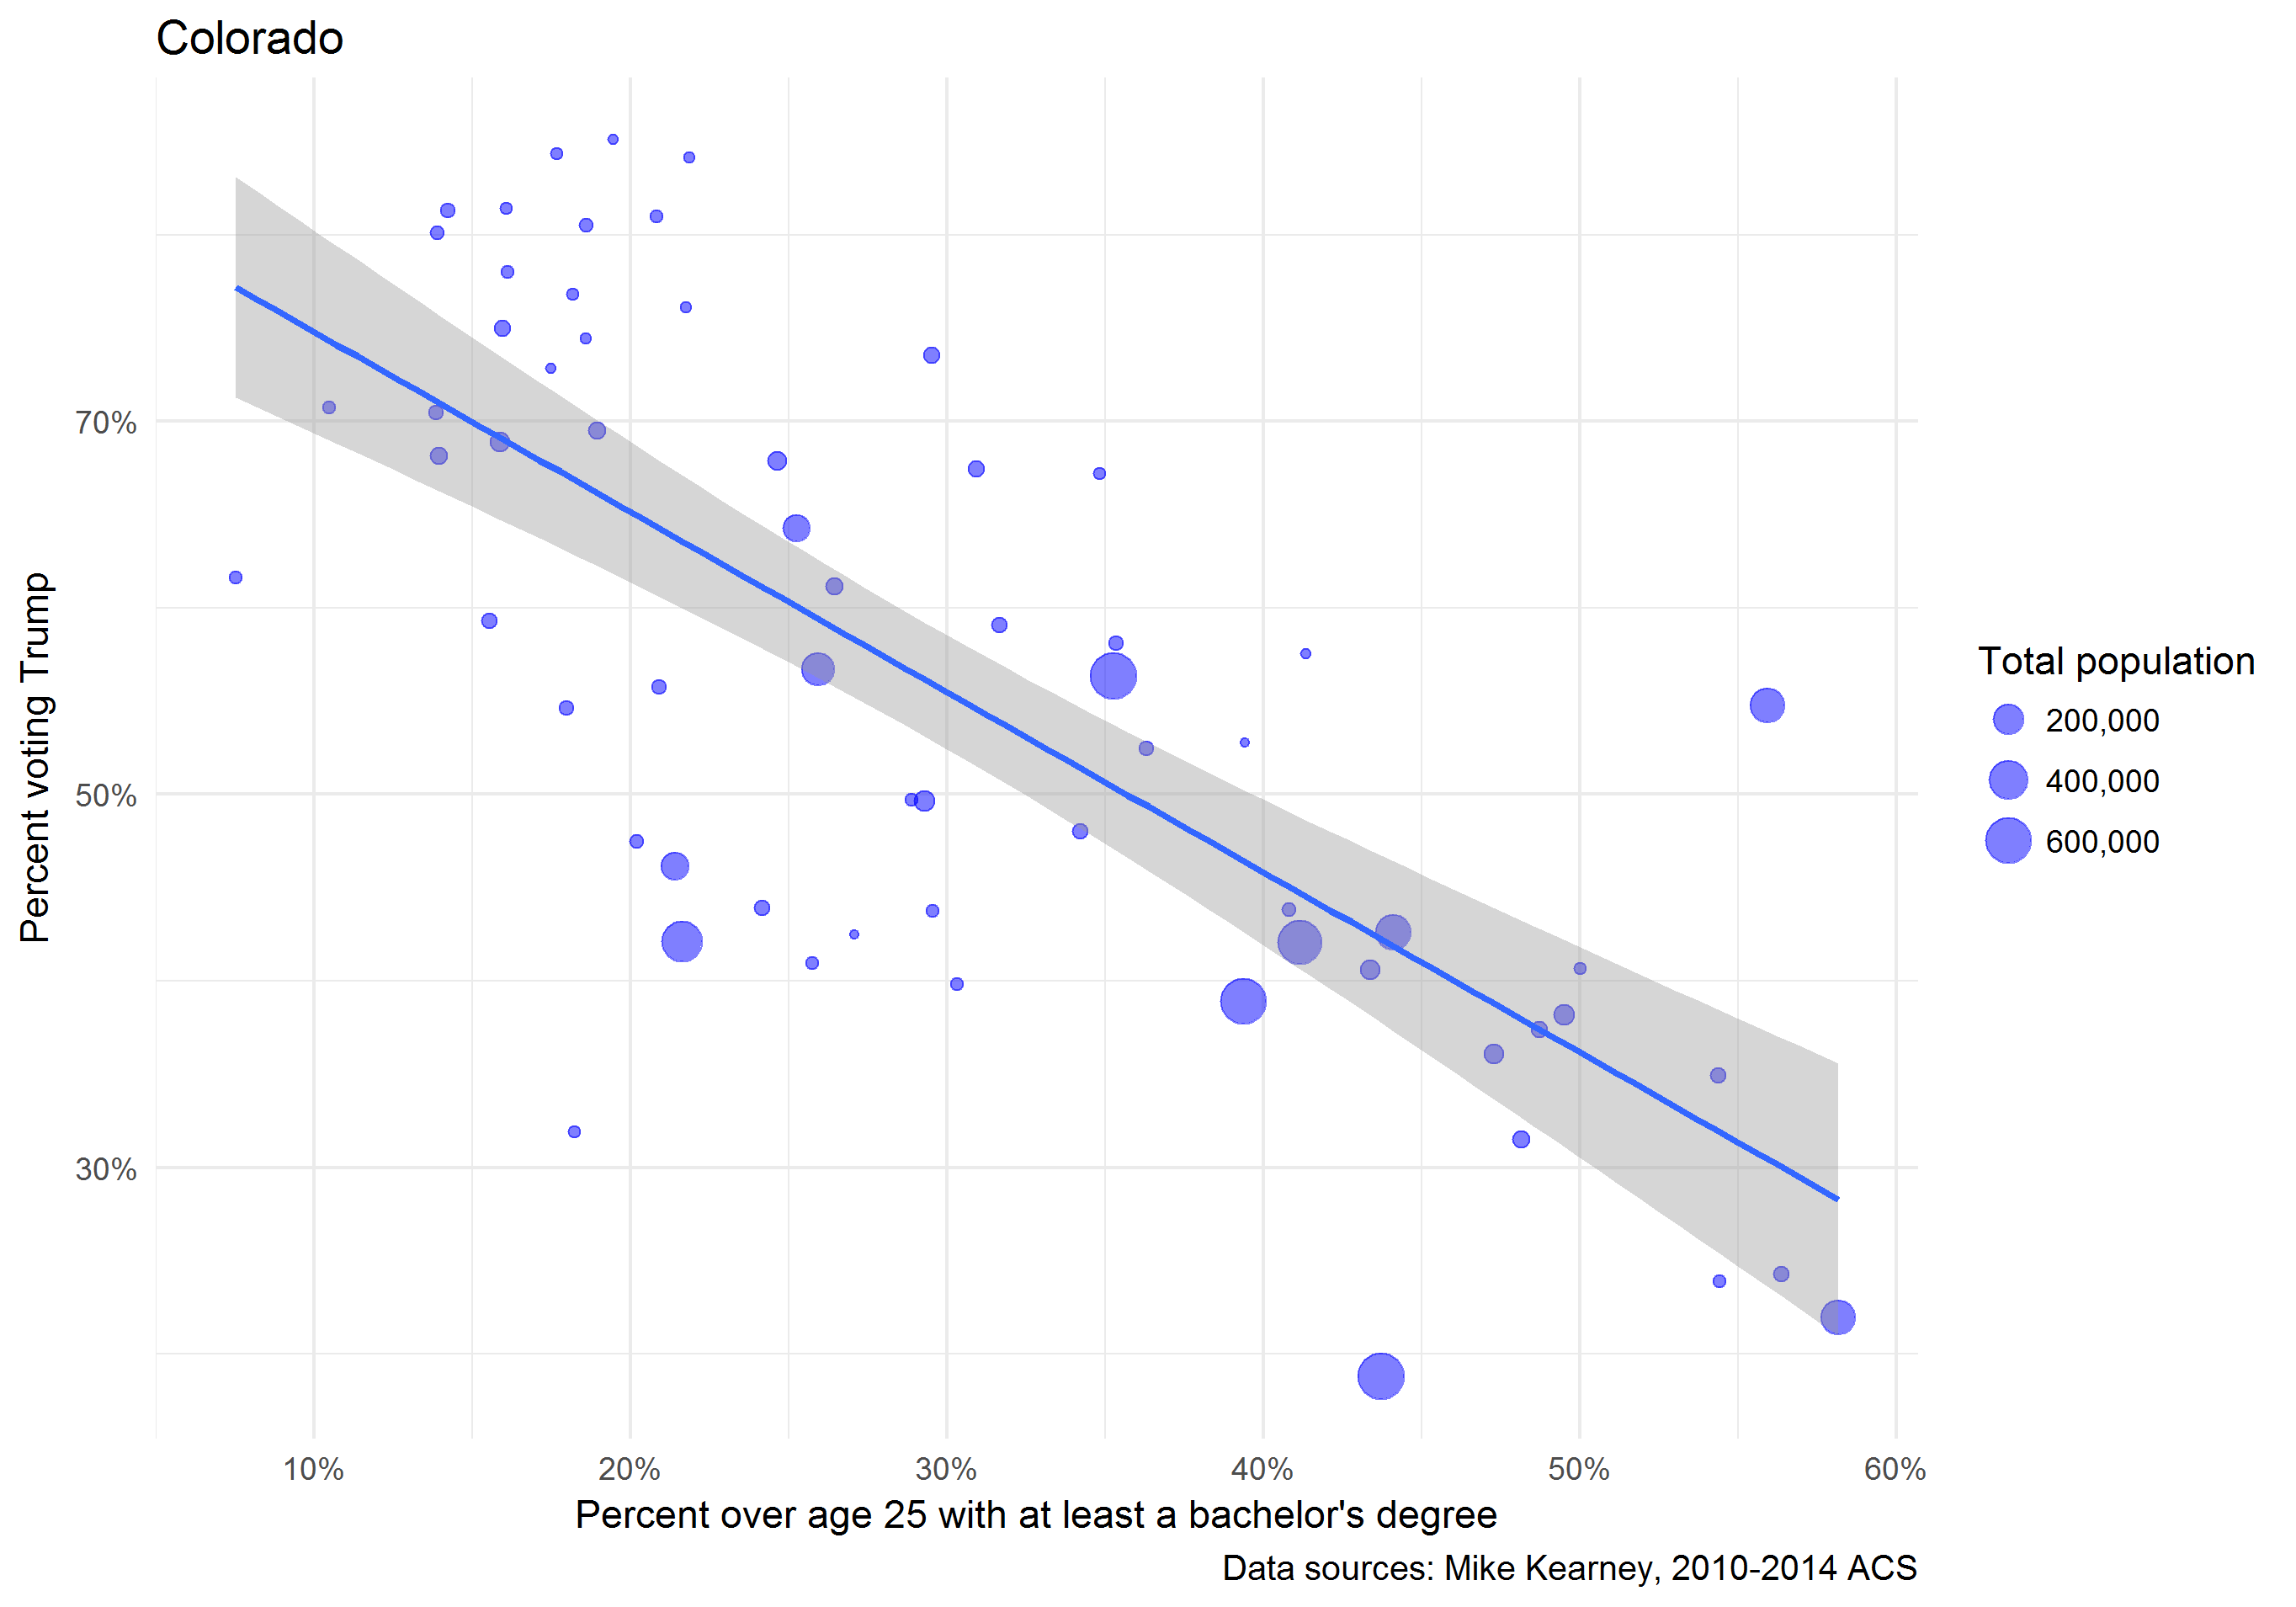 Colorado
Percent voting Trump
70%
50%
30%
10%
20%
30%
40%
50%
60%
Percent over age 25 with at least a bachelor's degree
Data sources: Mike Kearney, 2010-2014 ACS
Total population
200,000
400,000
600,000